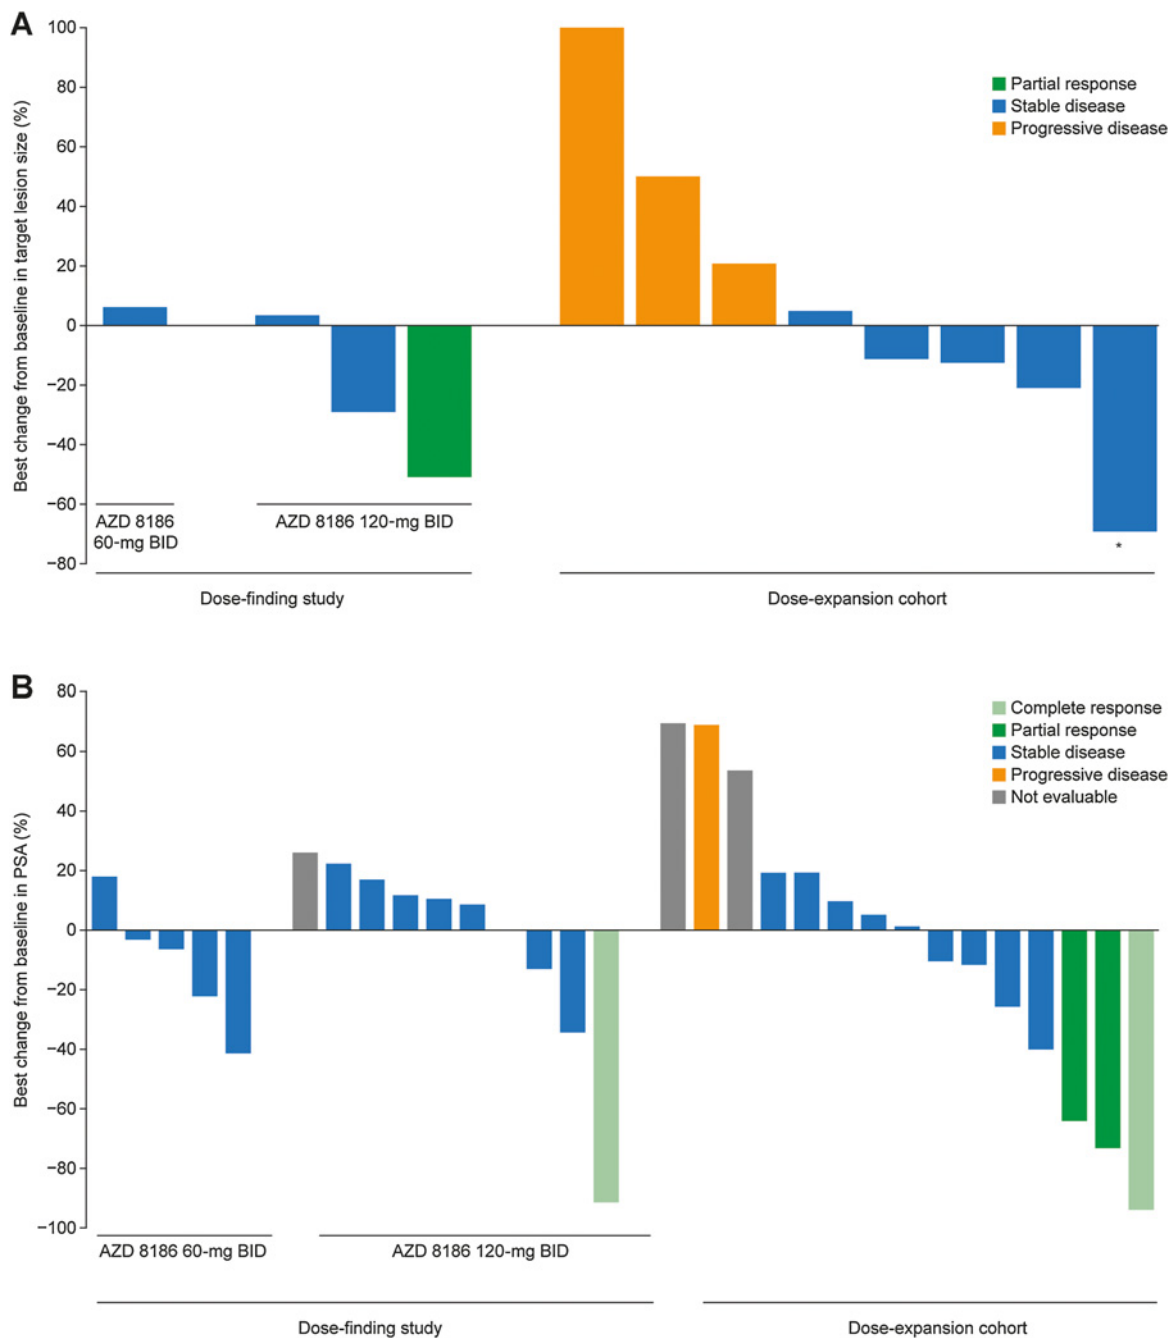 A
Best change from baseline in target lesion size (%)
100
80
60
40
20
0
−20
−40
−60
−80
Partial response
Stable disease
Progressive disease
AZD 8186
60-mg BID
AZD 8186 120-mg BID
*
Dose-finding study
Dose-expansion cohort
B
Best change from baseline in PSA (%)
80
60
40
20
0
−20
−40
−60
−80
−100
Complete response
Partial response
Stable disease
Progressive disease
Not evaluable
AZD 8186 60-mg BID
AZD 8186 120-mg BID
Dose-finding study
Dose-expansion cohort